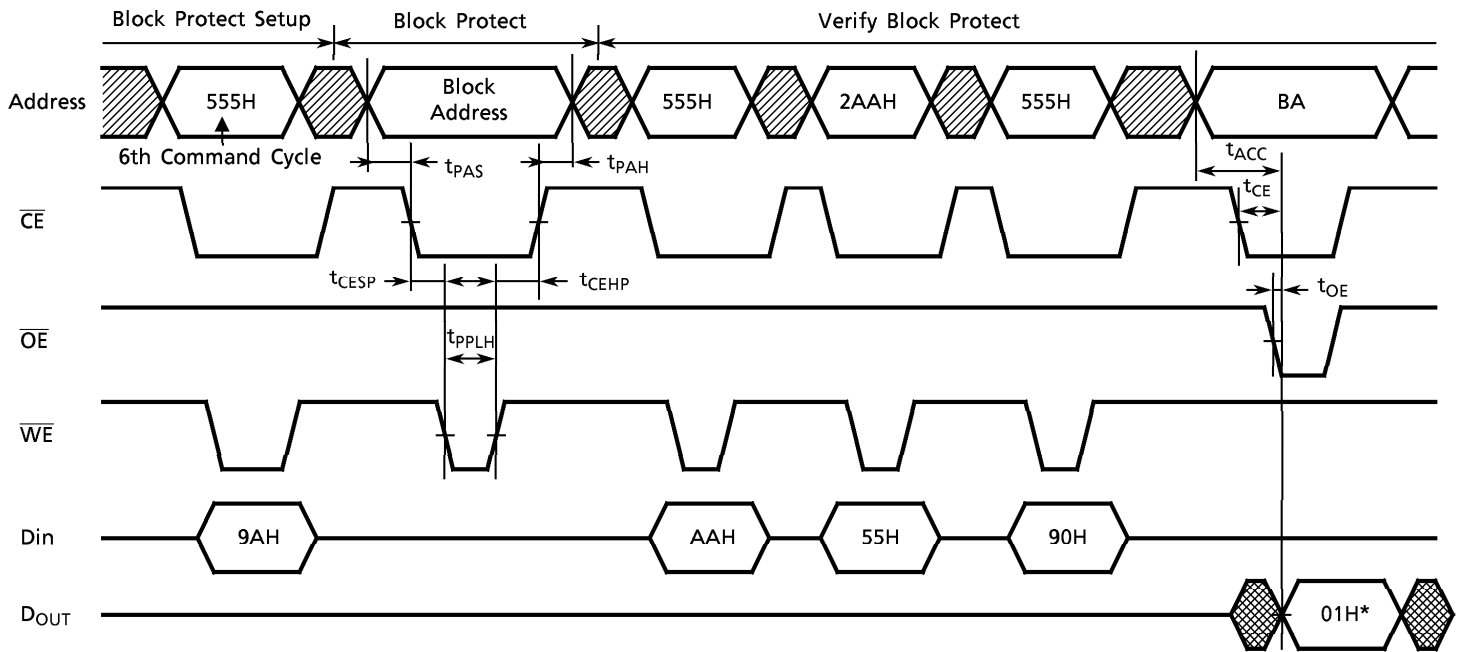 Block Protect Setup Block Protect Verify Block Protect
Address 555H Block Address 555H 2AAH 555H BA
6th Command Cycle tPAS tPAH tACC
CE tCE
tCESP tCEHP tOE
OE tPPLH
WE
Din 9AH AAH 55H 90H
DOUT 01H*